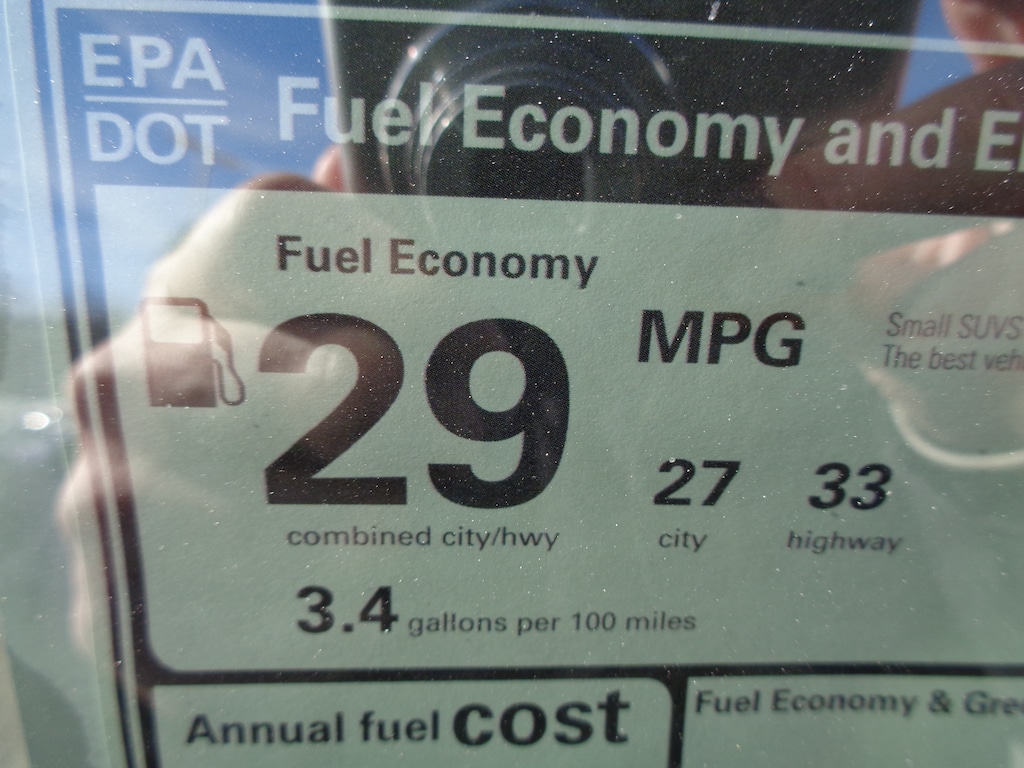 EPA
DOT
Fuel Economy and
Fuel Economy
29
MPG
Small SUVS
The best
27
33
combined city/hwy
city
highway
3.4 gallons per 100 miles
Annual fuel cost
Fuel Economy &